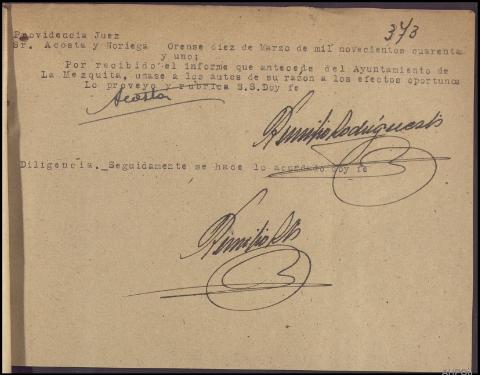 373
Providencia Juez
Sr. Acosta y Noriega Orense diez de Marzo de mil novecientos cuarenta
y uno;
Por recibido el informe que antecede del Ayuntamiento de
La Mezquita, unase a los autos de su razón a los efectos oportunos
Lo proveyo y rubrica S.S.Doy fe
Acosta
Diligencia._Seguidamente se hace lo acordado doy fe